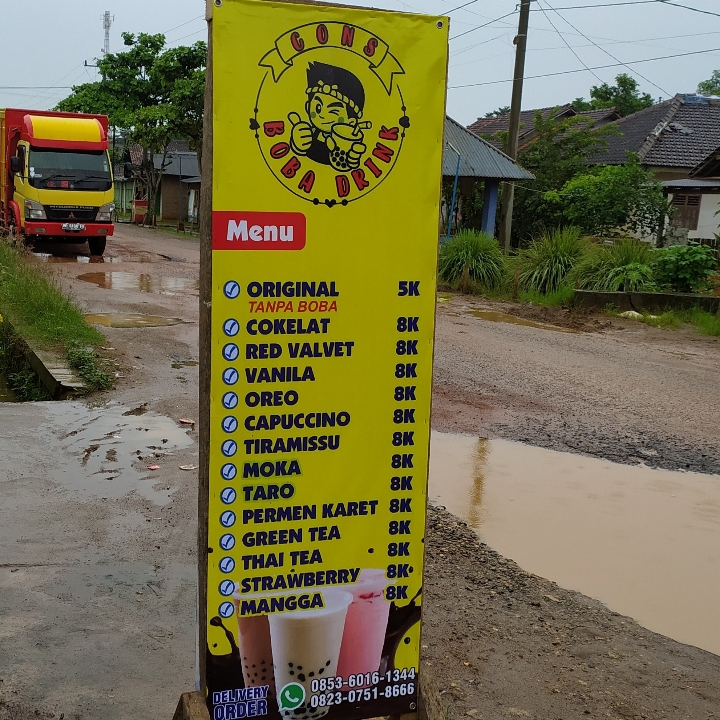 CONS
BOBA DRINK
Menu
ORIGINAL 5K
TANPA BOBA
COKELAT 8K
RED VALVET 8K
VANILA 8K
OREO 8K
CAPUCCINO 8K
TIRAMISSU 8K
MOKA 8K
TARO 8K
PERMEN KARET 8K
GREEN TEA 8K
THAI TEA 8K
STRAWBERRY 8K
MANGGA 8K
DELIVERY
ORDER
0853-6016-1344
0823-0751-8666